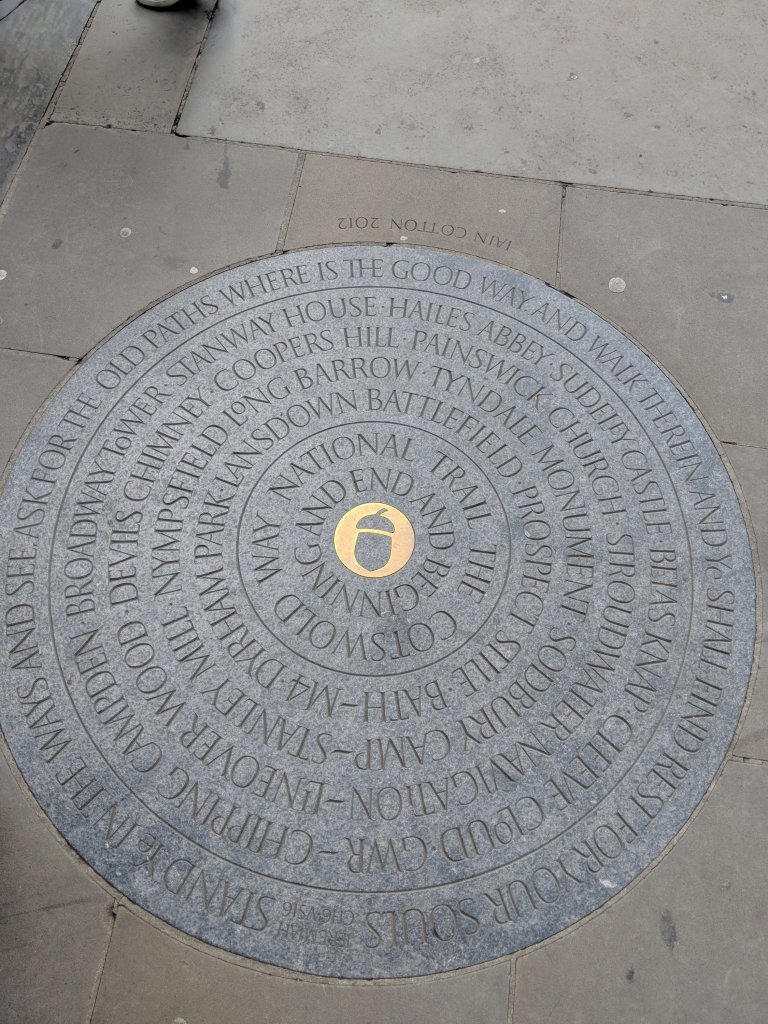 IAIN COTTON 2012
STAND Ye IN THE WAYS AND SEE ASK FOR THE OLD PATHS WHERE IS THE GOOD WAY AND WALK THEREIN AND Ye SHALL FIND REST FOR YOUR SOULS
JEREMIAH
CH6 VS16
CHIPPING CAMPDEN BROADWAY TOWER STANWAY HOUSE · HAILES ABBEY · SUDELEY CASTLE BELAS KNAP CLEEVE CLOUD · GWR ~
LINEOVER WOOD · DEVILS CHIMNEY · COOPERS HILL · PAINSWICK CHURCH · STROUDWATER NAVIGATION ~
STANLEY MILL NYMPSFIELD LONG BARROW · TYNDALE MONUMENT SODBURY CAMP ~
M4 · DYRHAM PARK · LANSDOWN BATTLEFIELD PROSPECT STILE · BATH ~
THE COTSWOLD WAY NATIONAL TRAIL
BEGINNING AND END AND